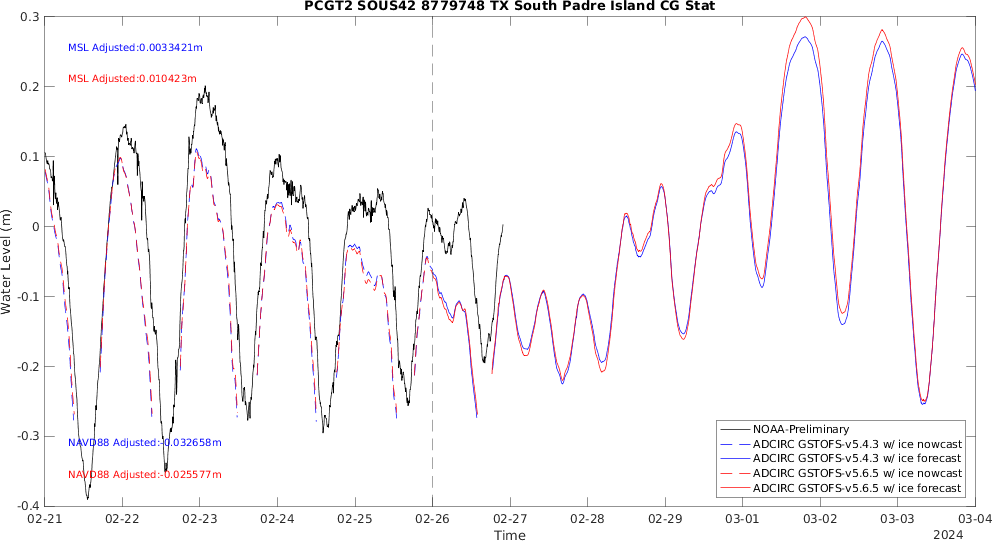 PCGT2 SOUS42 8779748 TX South Padre Island CG Stat
0.3
MSL Adjusted:0.0033421m
MSL Adjusted:0.010423m
0.2
0.1
0
-0.1
-0.2
-0.3
-0.4
Water Level (m)
NAVD88 Adjusted:-0.032658m
NAVD88 Adjusted:-0.025577m
NOAA-Preliminary
ADCIRC GSTOFS-v5.4.3 w/ ice nowcast
ADCIRC GSTOFS-v5.4.3 w/ ice forecast
ADCIRC GSTOFS-v5.6.5 w/ ice nowcast
ADCIRC GSTOFS-v5.6.5 w/ ice forecast
02-21 02-22 02-23 02-24 02-25 02-26 02-27 02-28 02-29 03-01 03-02 03-03 03-04
Time
2024